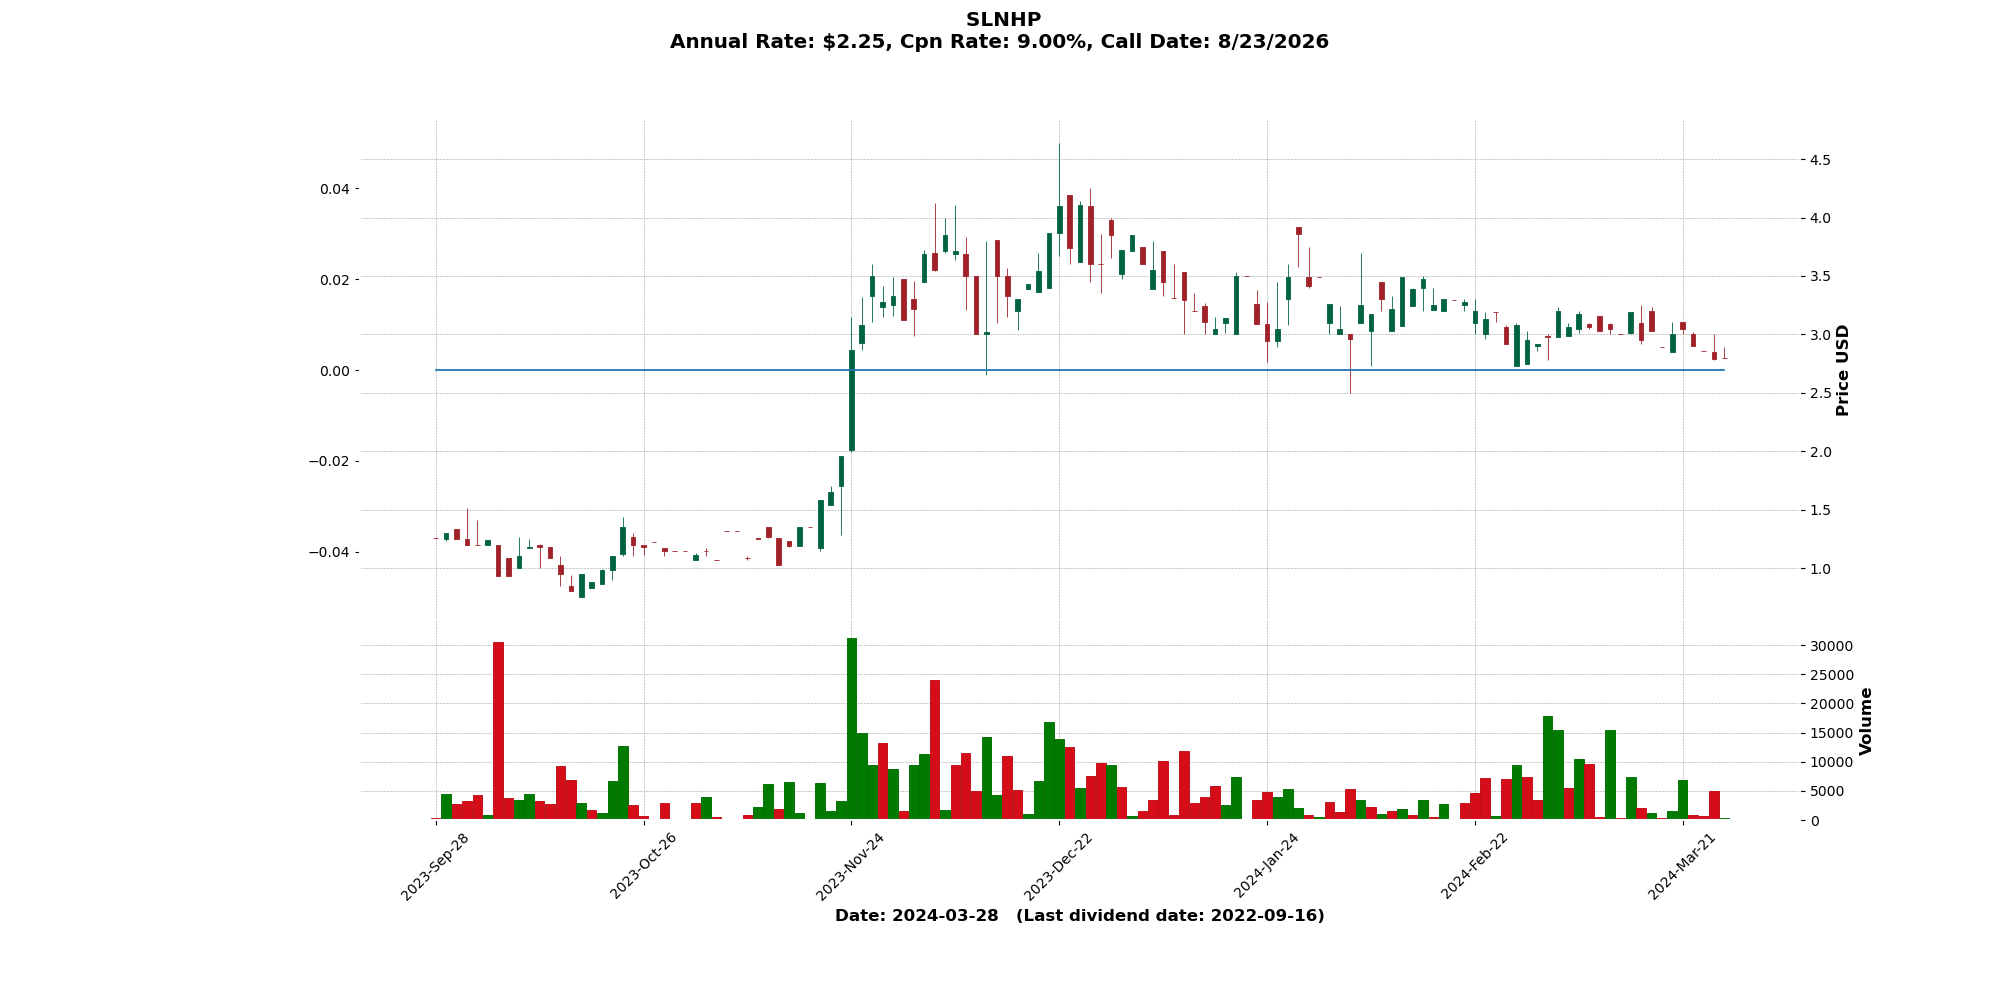 SLNHP
Annual Rate: $2.25, Cpn Rate: 9.00%, Call Date: 8/23/2026
0.04
0.02
0.00
−0.02
−0.04
4.5
4.0
3.5
3.0
2.5
2.0
1.5
1.0
Price USD
30000
25000
20000
15000
10000
5000
0
Volume
2023-Sep-28
2023-Oct-26
2023-Nov-24
2023-Dec-22
2024-Jan-24
2024-Feb-22
2024-Mar-21
Date: 2024-03-28 (Last dividend date: 2022-09-16)